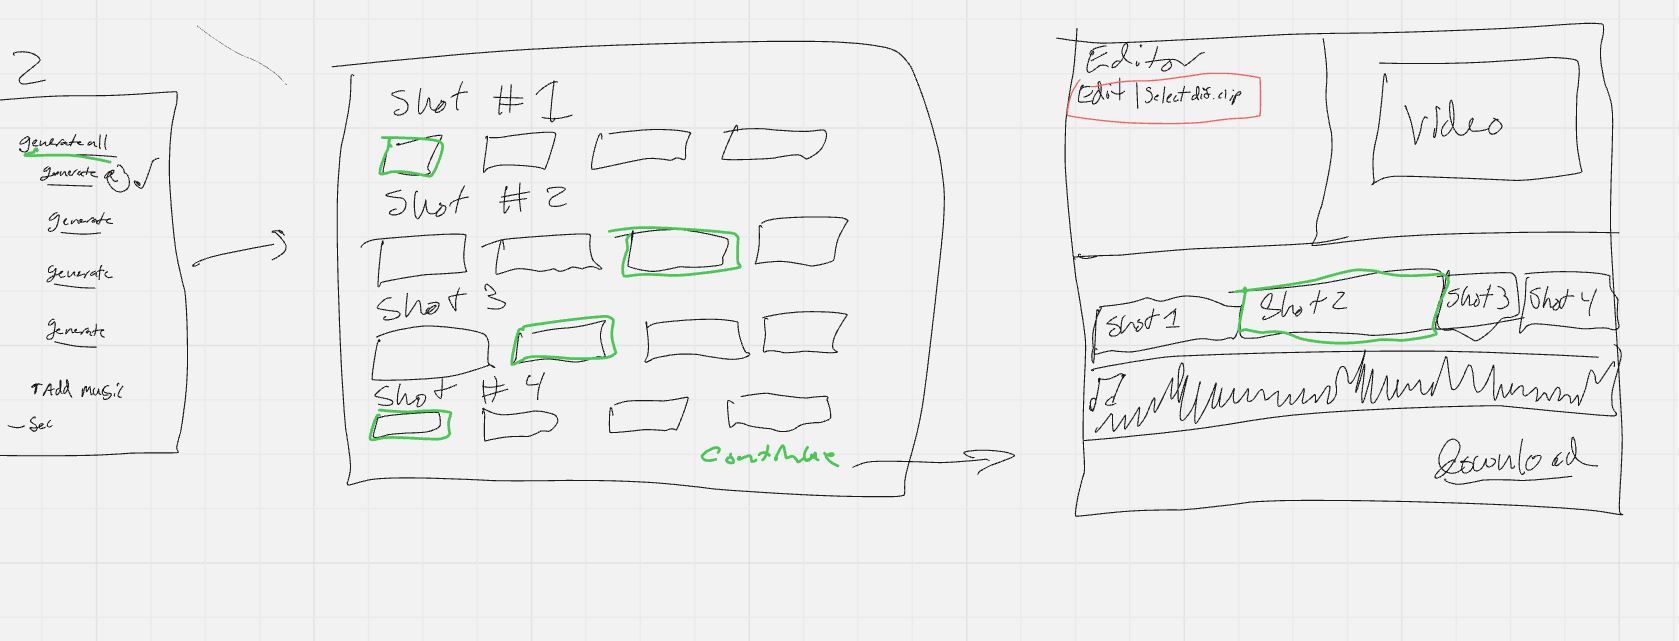 2
generate all
generate
generate
generate
generate
↑Add music
- Sec
Shot #1
Shot #2
Shot 3
Shot #4
Continue
Editor
Edit | Select dif. clip
Video
Shot 1
Shot 2
Shot 3
Shot 4
Download